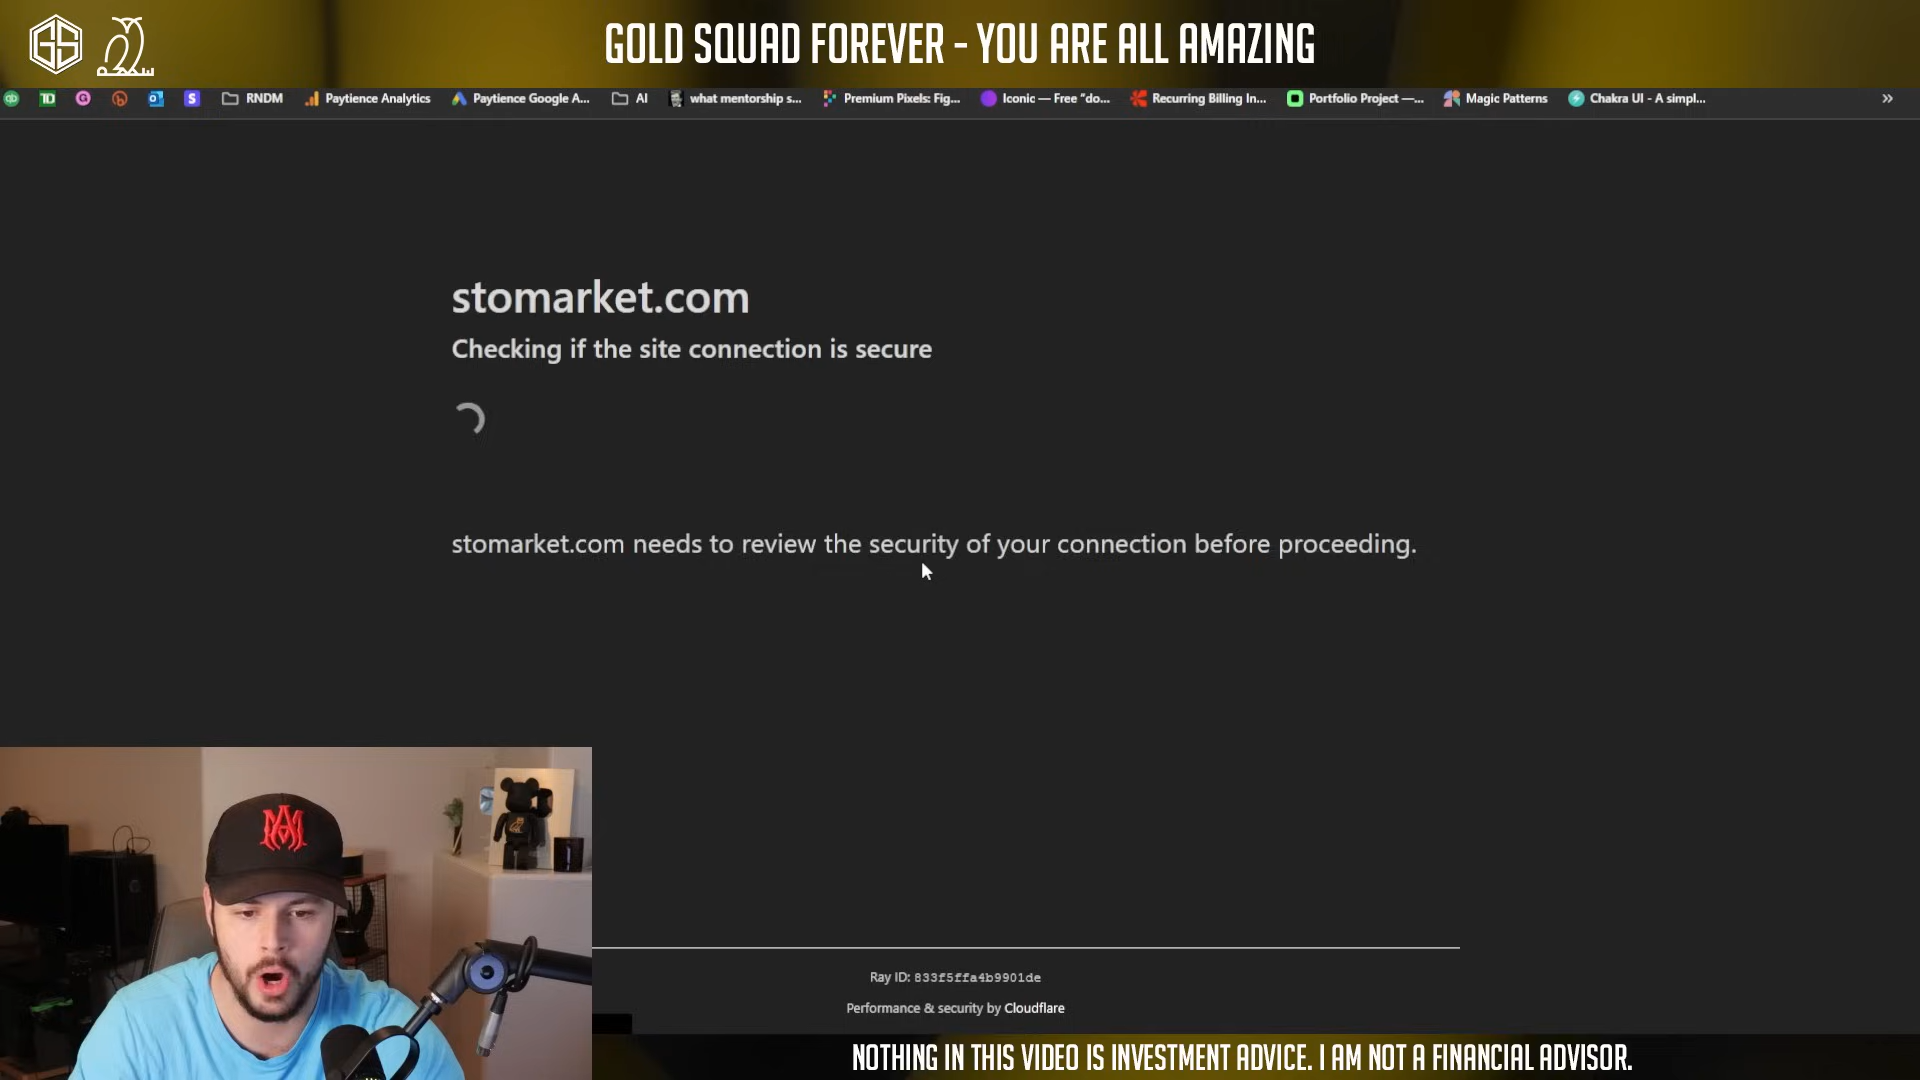 GS
GOLD SQUAD FOREVER - YOU ARE ALL AMAZING
qb TD G b o S RNDM Paytience Analytics Paytience Google A... AI what mentorship s... Premium Pixels: Fig... Iconic — Free "do... Recurring Billing In... Portfolio Project —... Magic Patterns Chakra UI - A simpl... »
stomarket.com
Checking if the site connection is secure
stomarket.com needs to review the security of your connection before proceeding.
Ray ID: 833f5ffa4b9901de
Performance & security by Cloudflare
NOTHING IN THIS VIDEO IS INVESTMENT ADVICE. I AM NOT A FINANCIAL ADVISOR.